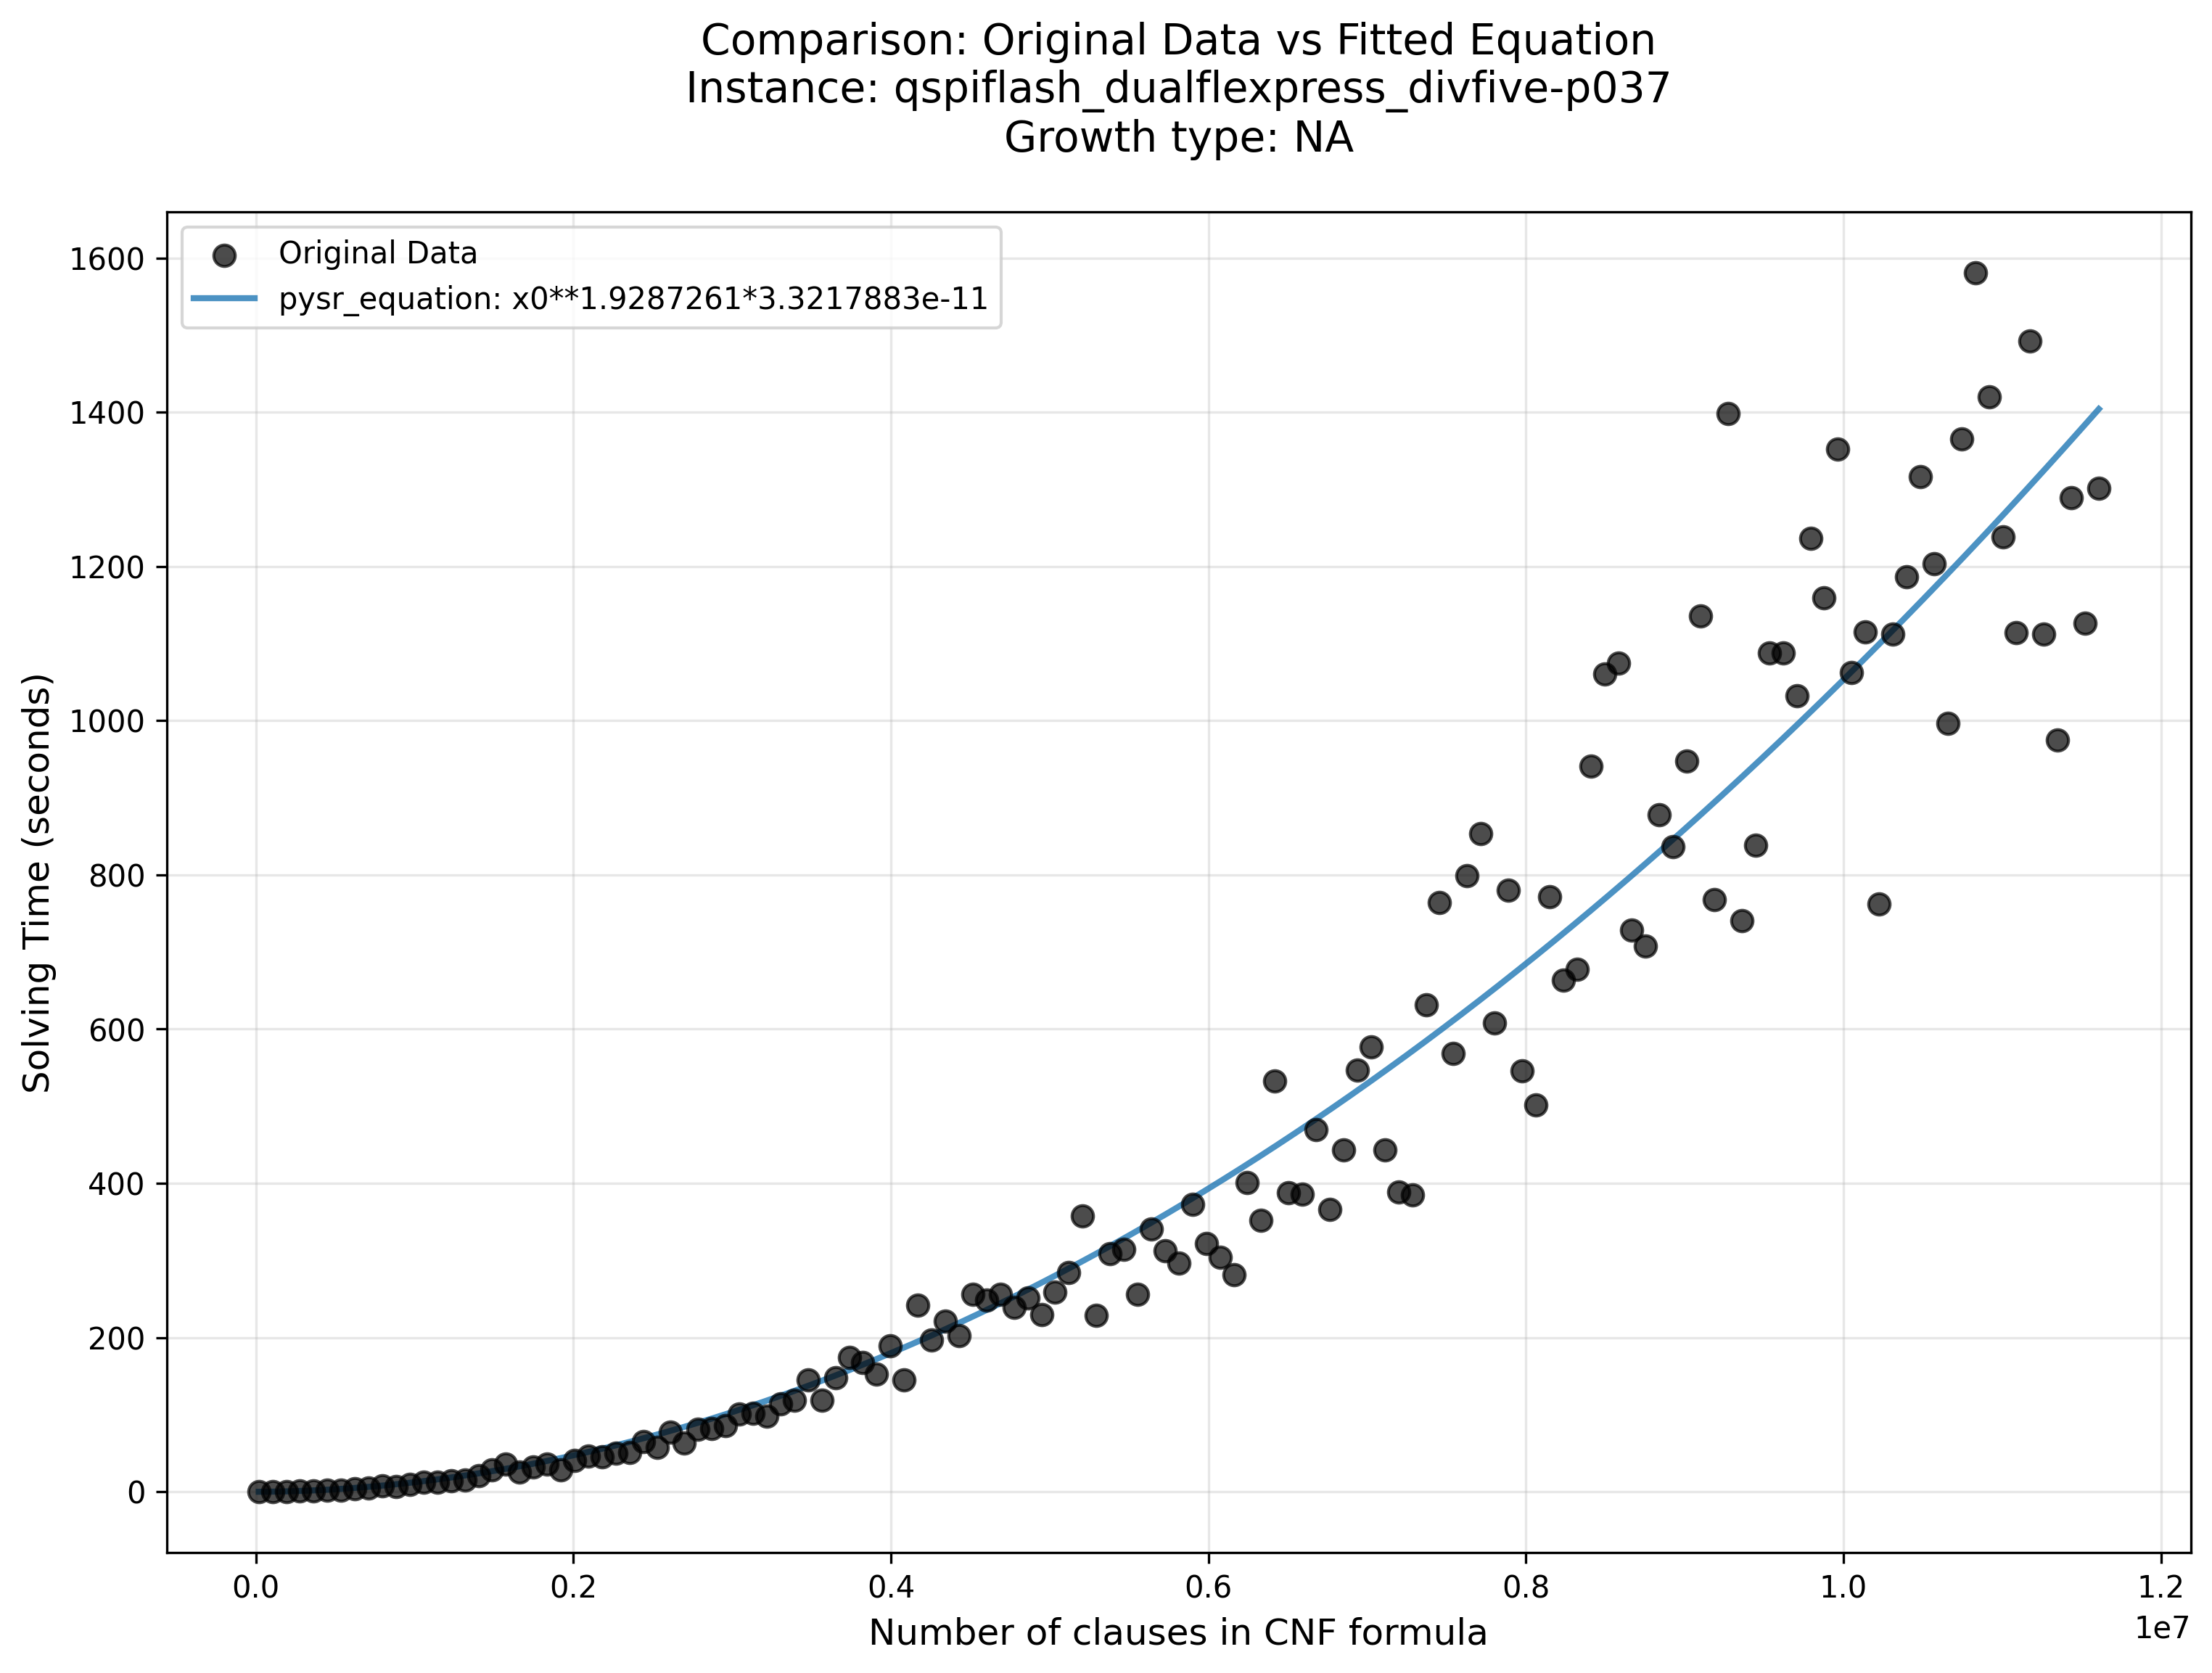 Comparison: Original Data vs Fitted Equation
Instance: qspiflash_dualflexpress_divfive-p037
Growth type: NA
Original Data
pysr_equation: x0**1.9287261*3.3217883e-11
Solving Time (seconds)
1600
1400
1200
1000
800
600
400
200
0
0.0 0.2 0.4 0.6 0.8 1.0 1.2
1e7
Number of clauses in CNF formula